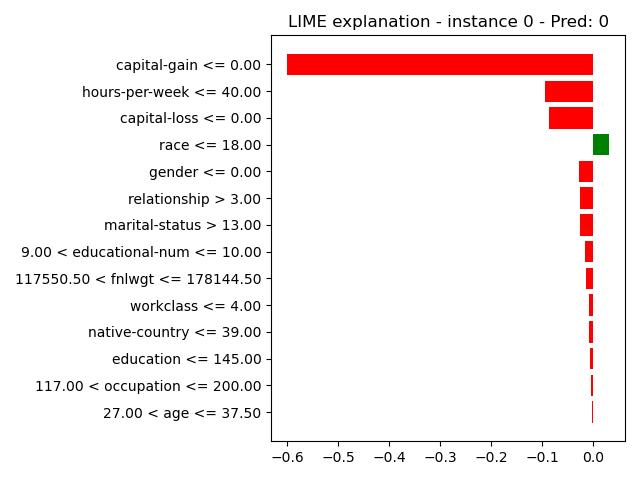 LIME explanation - instance 0 - Pred: 0
capital-gain <= 0.00
hours-per-week <= 40.00
capital-loss <= 0.00
race <= 18.00
gender <= 0.00
relationship > 3.00
marital-status > 13.00
9.00 < educational-num <= 10.00
117550.50 < fnlwgt <= 178144.50
workclass <= 4.00
native-country <= 39.00
education <= 145.00
117.00 < occupation <= 200.00
27.00 < age <= 37.50
−0.6 −0.5 −0.4 −0.3 −0.2 −0.1 0.0